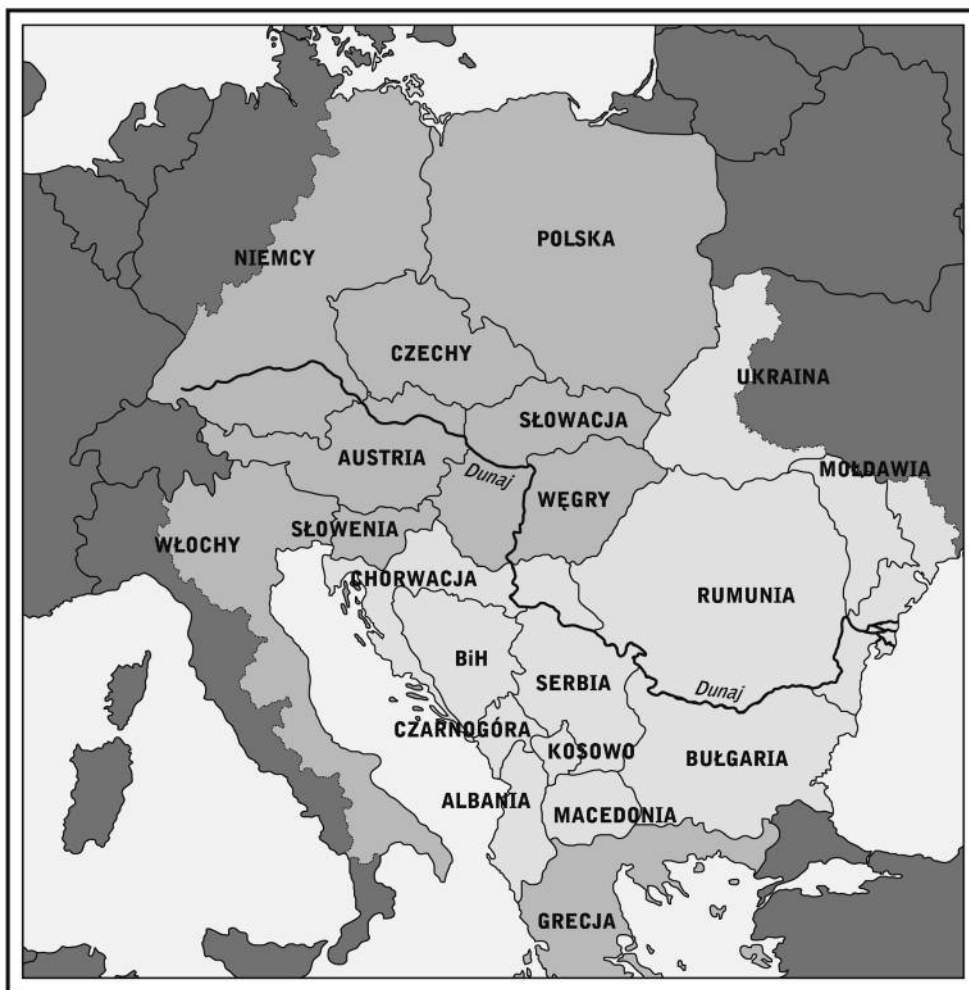 NIEMCY
POLSKA
CZECHY
UKRAINA
SŁOWACJA
AUSTRIA
Dunaj
MOŁDAWIA
WĘGRY
WŁOCHY
SŁOWENIA
CHORWACJA
RUMUNIA
BiH
SERBIA
Dunaj
CZARNOGÓRA
KOSOWO
BUŁGARIA
ALBANIA
MACEDONIA
GRECJA